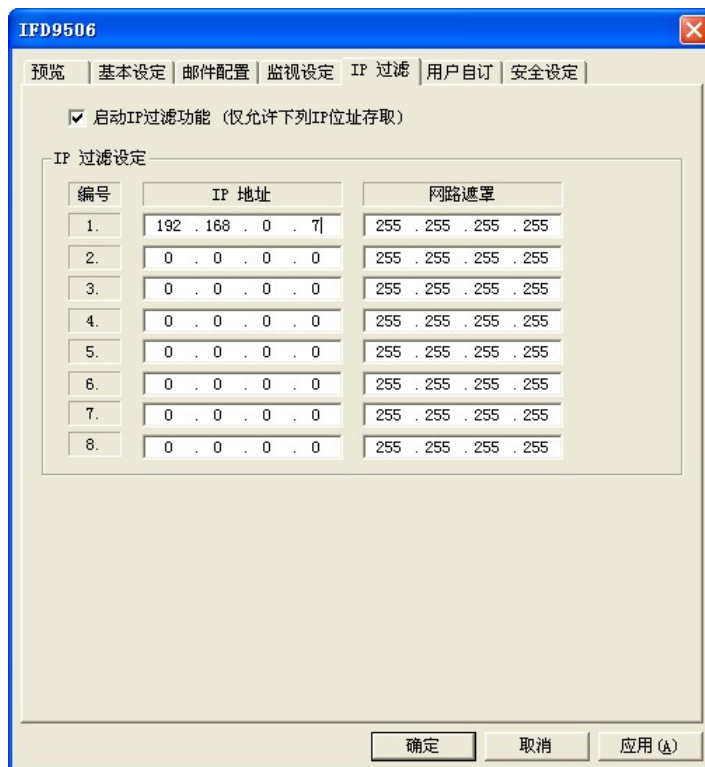 IFD9506
预览 基本设定 邮件配置 监视设定 IP 过滤 用户自订 安全设定
启动IP过滤功能 (仅允许下列IP位址存取)
IP 过滤设定
编号 IP 地址 网路遮罩
1. 192 . 168 . 0 . 7 255 . 255 . 255 . 255
2. 0 . 0 . 0 . 0 255 . 255 . 255 . 255
3. 0 . 0 . 0 . 0 255 . 255 . 255 . 255
4. 0 . 0 . 0 . 0 255 . 255 . 255 . 255
5. 0 . 0 . 0 . 0 255 . 255 . 255 . 255
6. 0 . 0 . 0 . 0 255 . 255 . 255 . 255
7. 0 . 0 . 0 . 0 255 . 255 . 255 . 255
8. 0 . 0 . 0 . 0 255 . 255 . 255 . 255
确定 取消 应用(A)